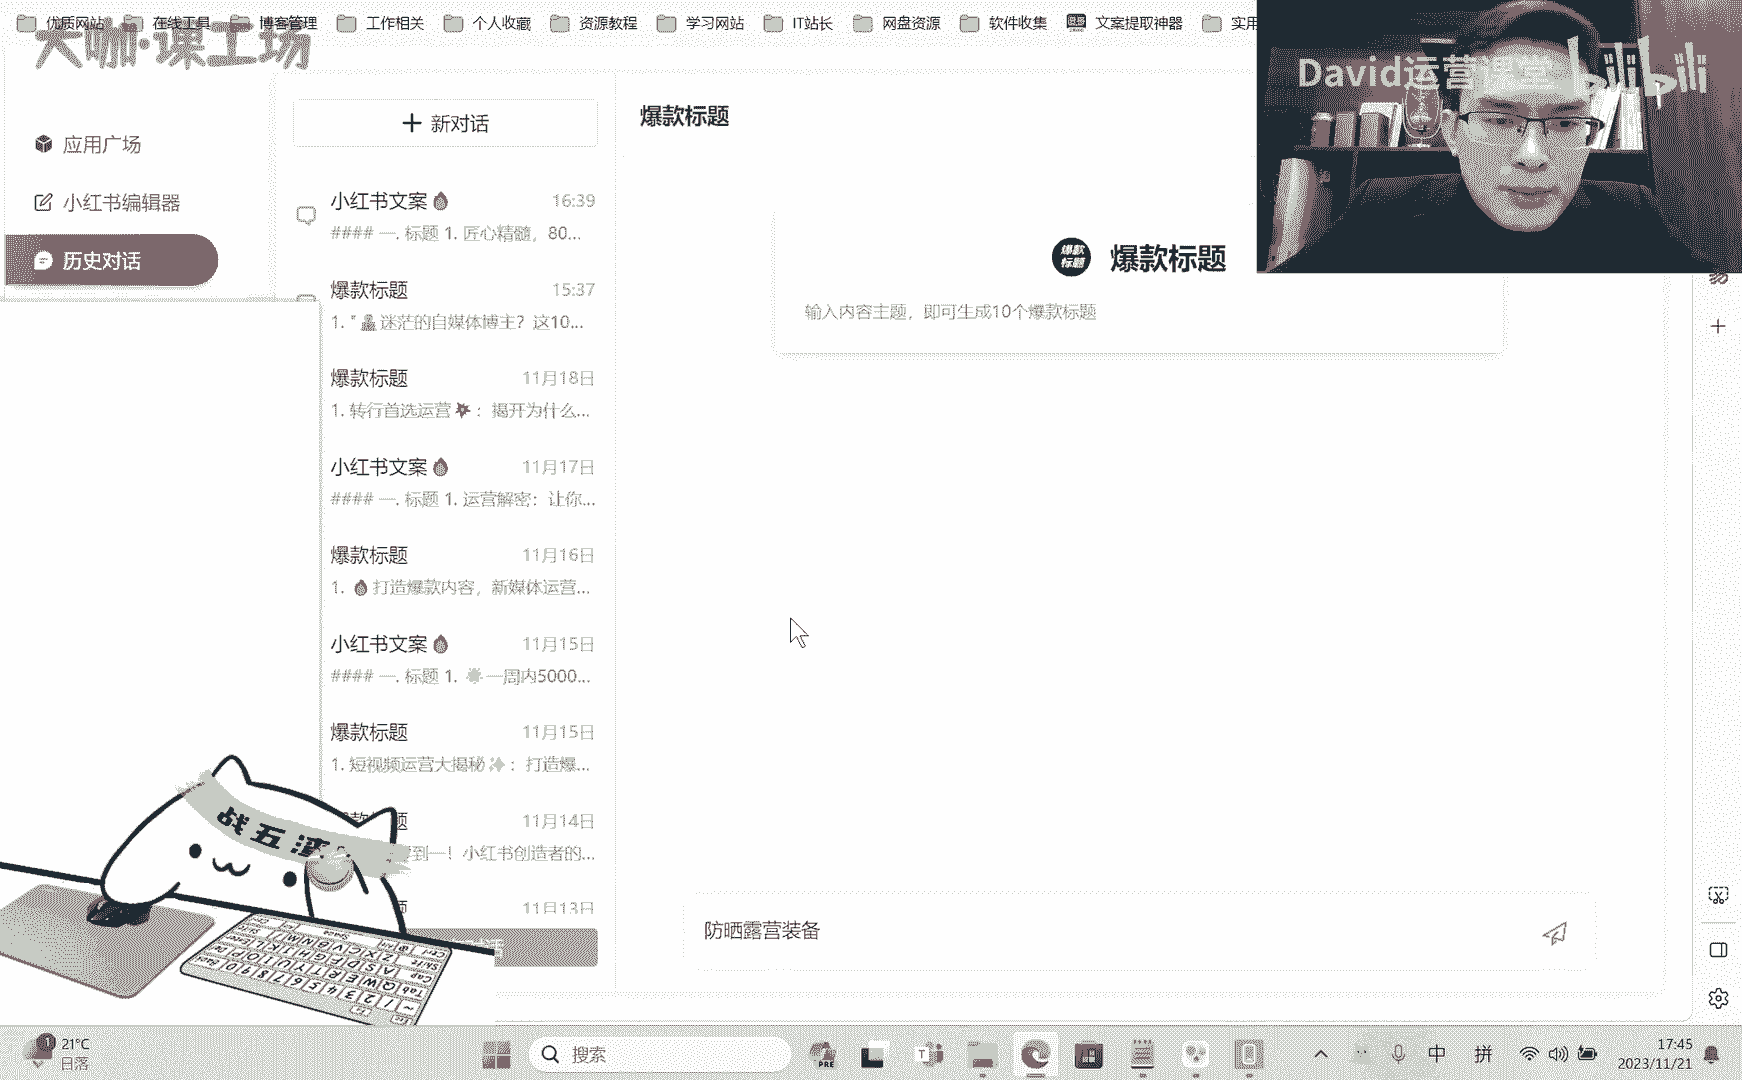 优质网站 在线工具 博客管理 工作相关 个人收藏 资源教程 学习网站 IT站长 网盘资源 软件收集 文案提取神器 实用
大咖·课工场
David运营课堂 bilibili
应用广场
小红书编辑器
历史对话
+ 新对话
小红书文案 16:39
#### 一. 标题 1. 匠心精髓，80...
爆款标题 15:37
1. " 迷茫的自媒体博主？这10...
爆款标题 11月18日
1. 转行首选运营 ：揭开为什么...
小红书文案 11月17日
#### 一. 标题 1. 运营解密：让你...
爆款标题 11月16日
1. 打造爆款内容，新媒体运营...
小红书文案 11月15日
#### 一. 标题 1. 一周内5000...
爆款标题 11月15日
1. 短视频运营大揭秘 ：打造爆...
题 11月14日
到一！小红书创造者的...
11月13日
爆款标题
爆款标题
爆款标题
输入内容主题，即可生成10个爆款标题
防晒露营装备
战五渣
21°C
日落
搜索
PRE
中 拼
17:45
2023/11/21